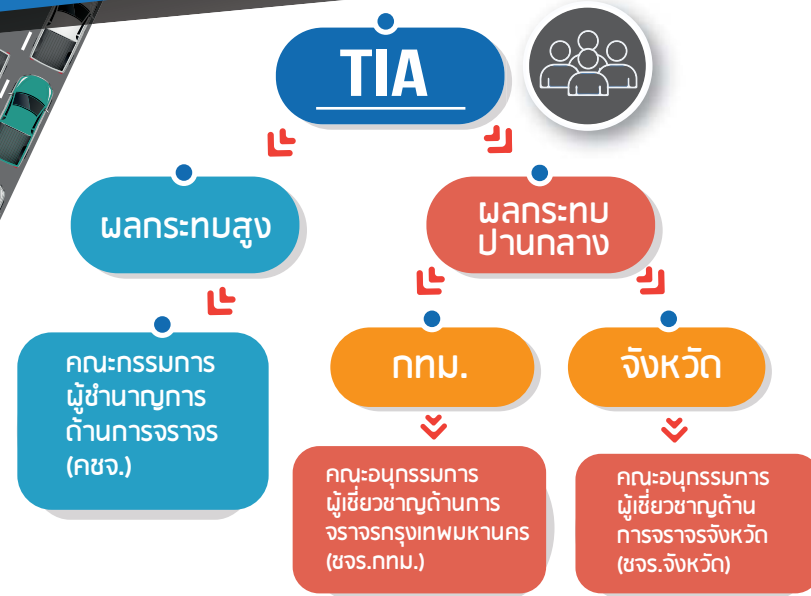 TIA
ผลกระทบสูง
ผลกระทบ
ปานกลาง
คณะกรรมการ
ผู้ชำนาญการ
ด้านการจราจร
(คชจ.)
กทม.
จังหวัด
คณะอนุกรรมการ
ผู้เชี่ยวชาญด้านการ
จราจรกรุงเทพมหานคร
(ชจร.กทม.)
คณะอนุกรรมการ
ผู้เชี่ยวชาญด้าน
การจราจรจังหวัด
(ชจร.จังหวัด)